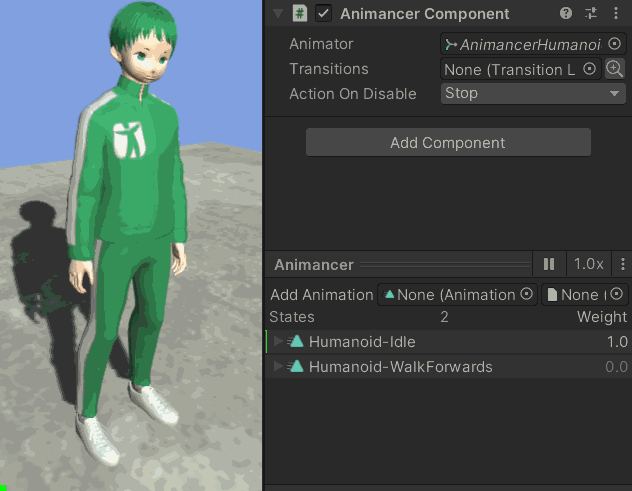 Animancer Component
Animator AnimancerHumanoi
Transitions None (Transition L
Action On Disable Stop
Add Component
Animancer 1.0x
Add Animation None (Animation None (
States 2 Weight
Humanoid-Idle 1.0
Humanoid-WalkForwards 0.0